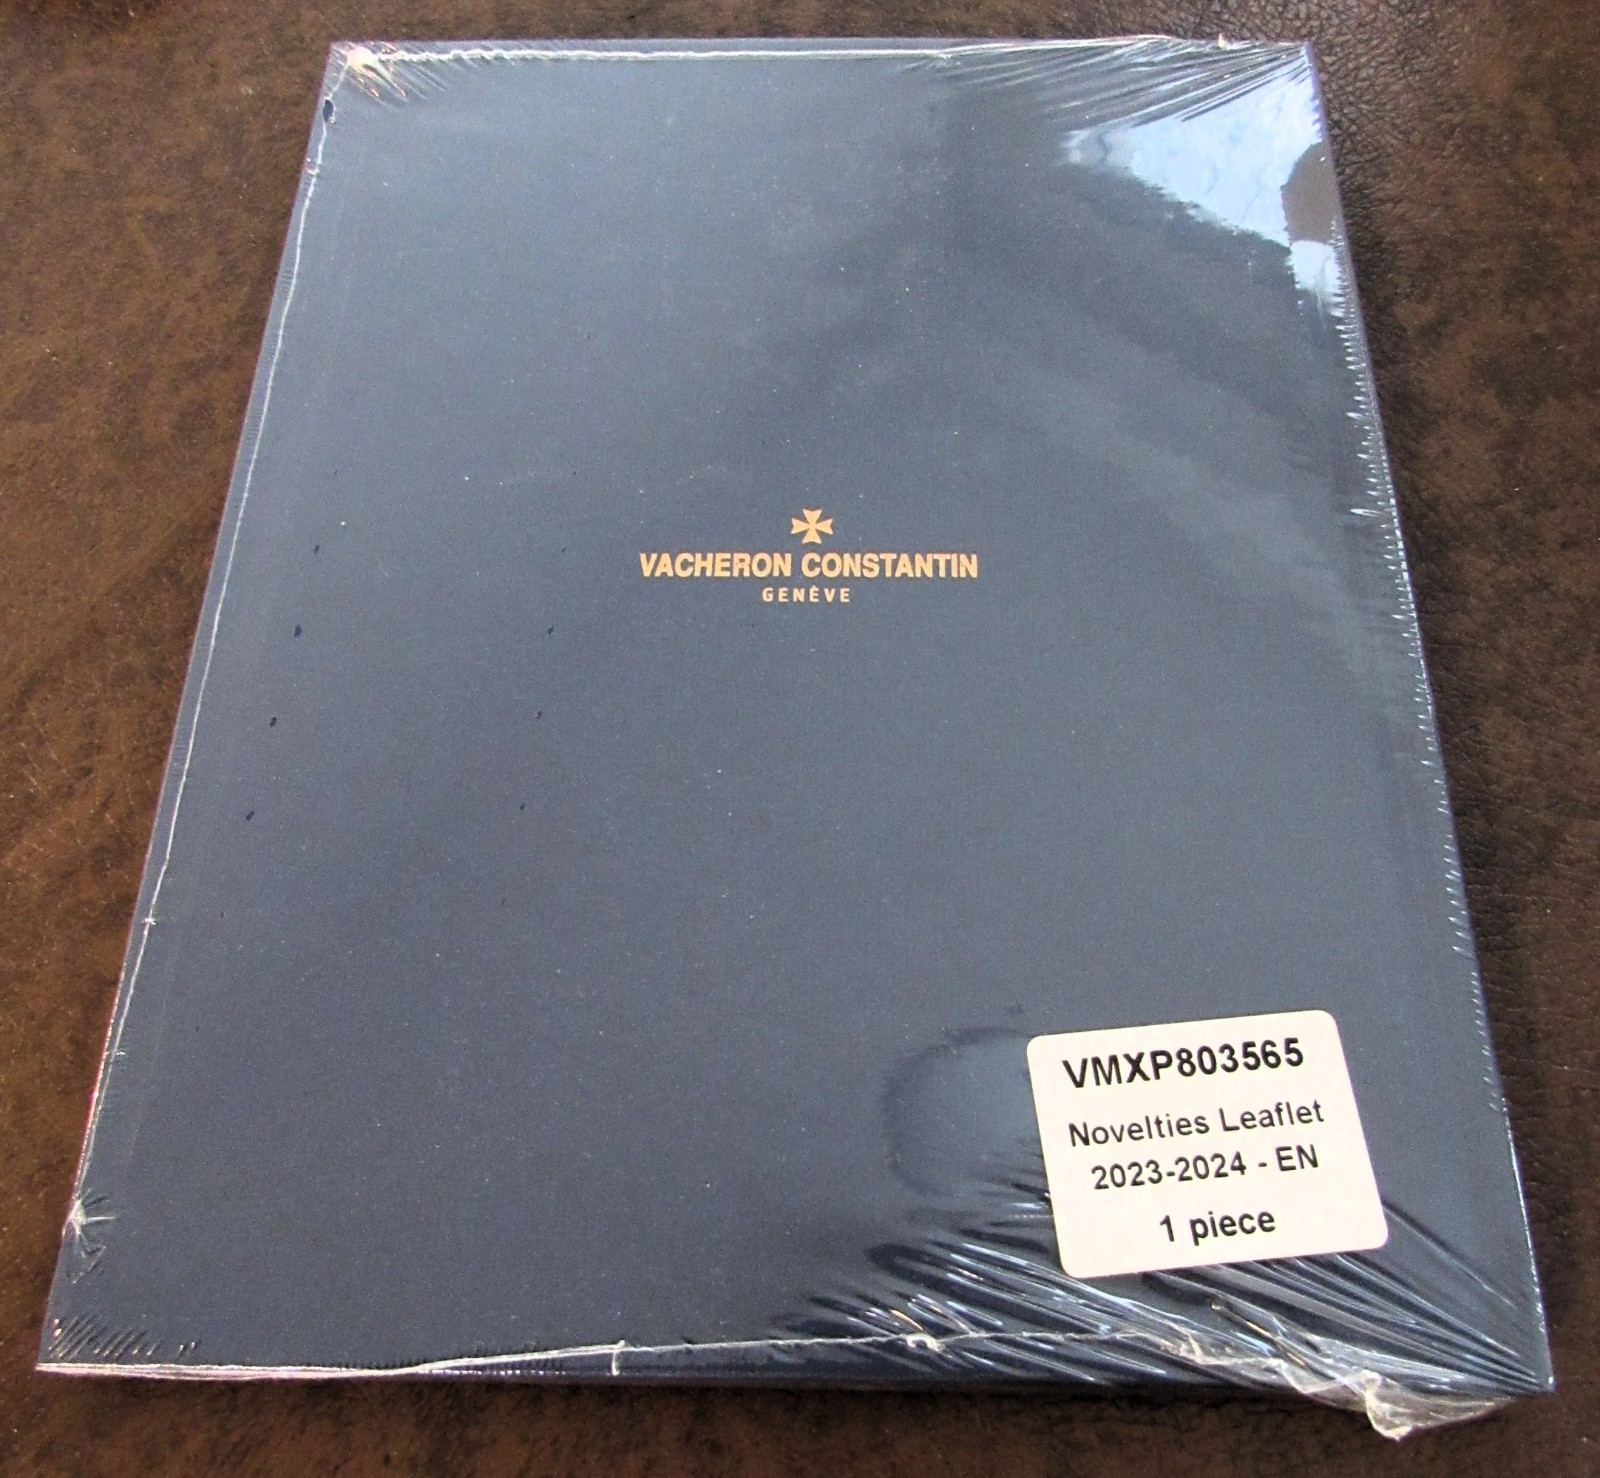 VACHERON CONSTANTIN
GENÈVE
VMXP803565
Novelties Leaflet
2023-2024 - EN
1 piece